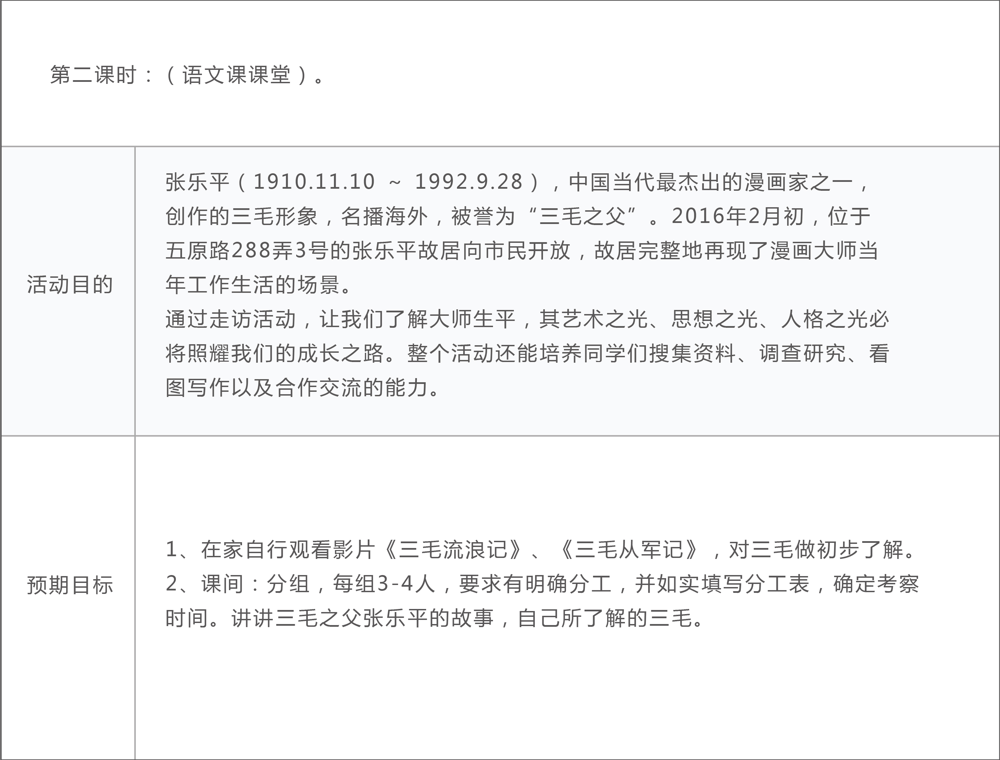 第二课时：（语文课课堂）。
张乐平（1910.11.10 ~ 1992.9.28），中国当代最杰出的漫画家之一，
创作的三毛形象，名播海外，被誉为“三毛之父”。2016年2月初，位于
五原路288弄3号的张乐平故居向市民开放，故居完整地再现了漫画大师当
活动目的
年工作生活的场景。
通过走访活动，让我们了解大师生平，其艺术之光、思想之光、人格之光必
将照耀我们的成长之路。整个活动还能培养同学们搜集资料、调查研究、看
图写作以及合作交流的能力。
1、在家自行观看影片《三毛流浪记》、《三毛从军记》，对三毛做初步了解。
预期目标
2、课间：分组，每组3-4人，要求有明确分工，并如实填写分工表，确定考察
时间。讲讲三毛之父张乐平的故事，自己所了解的三毛。